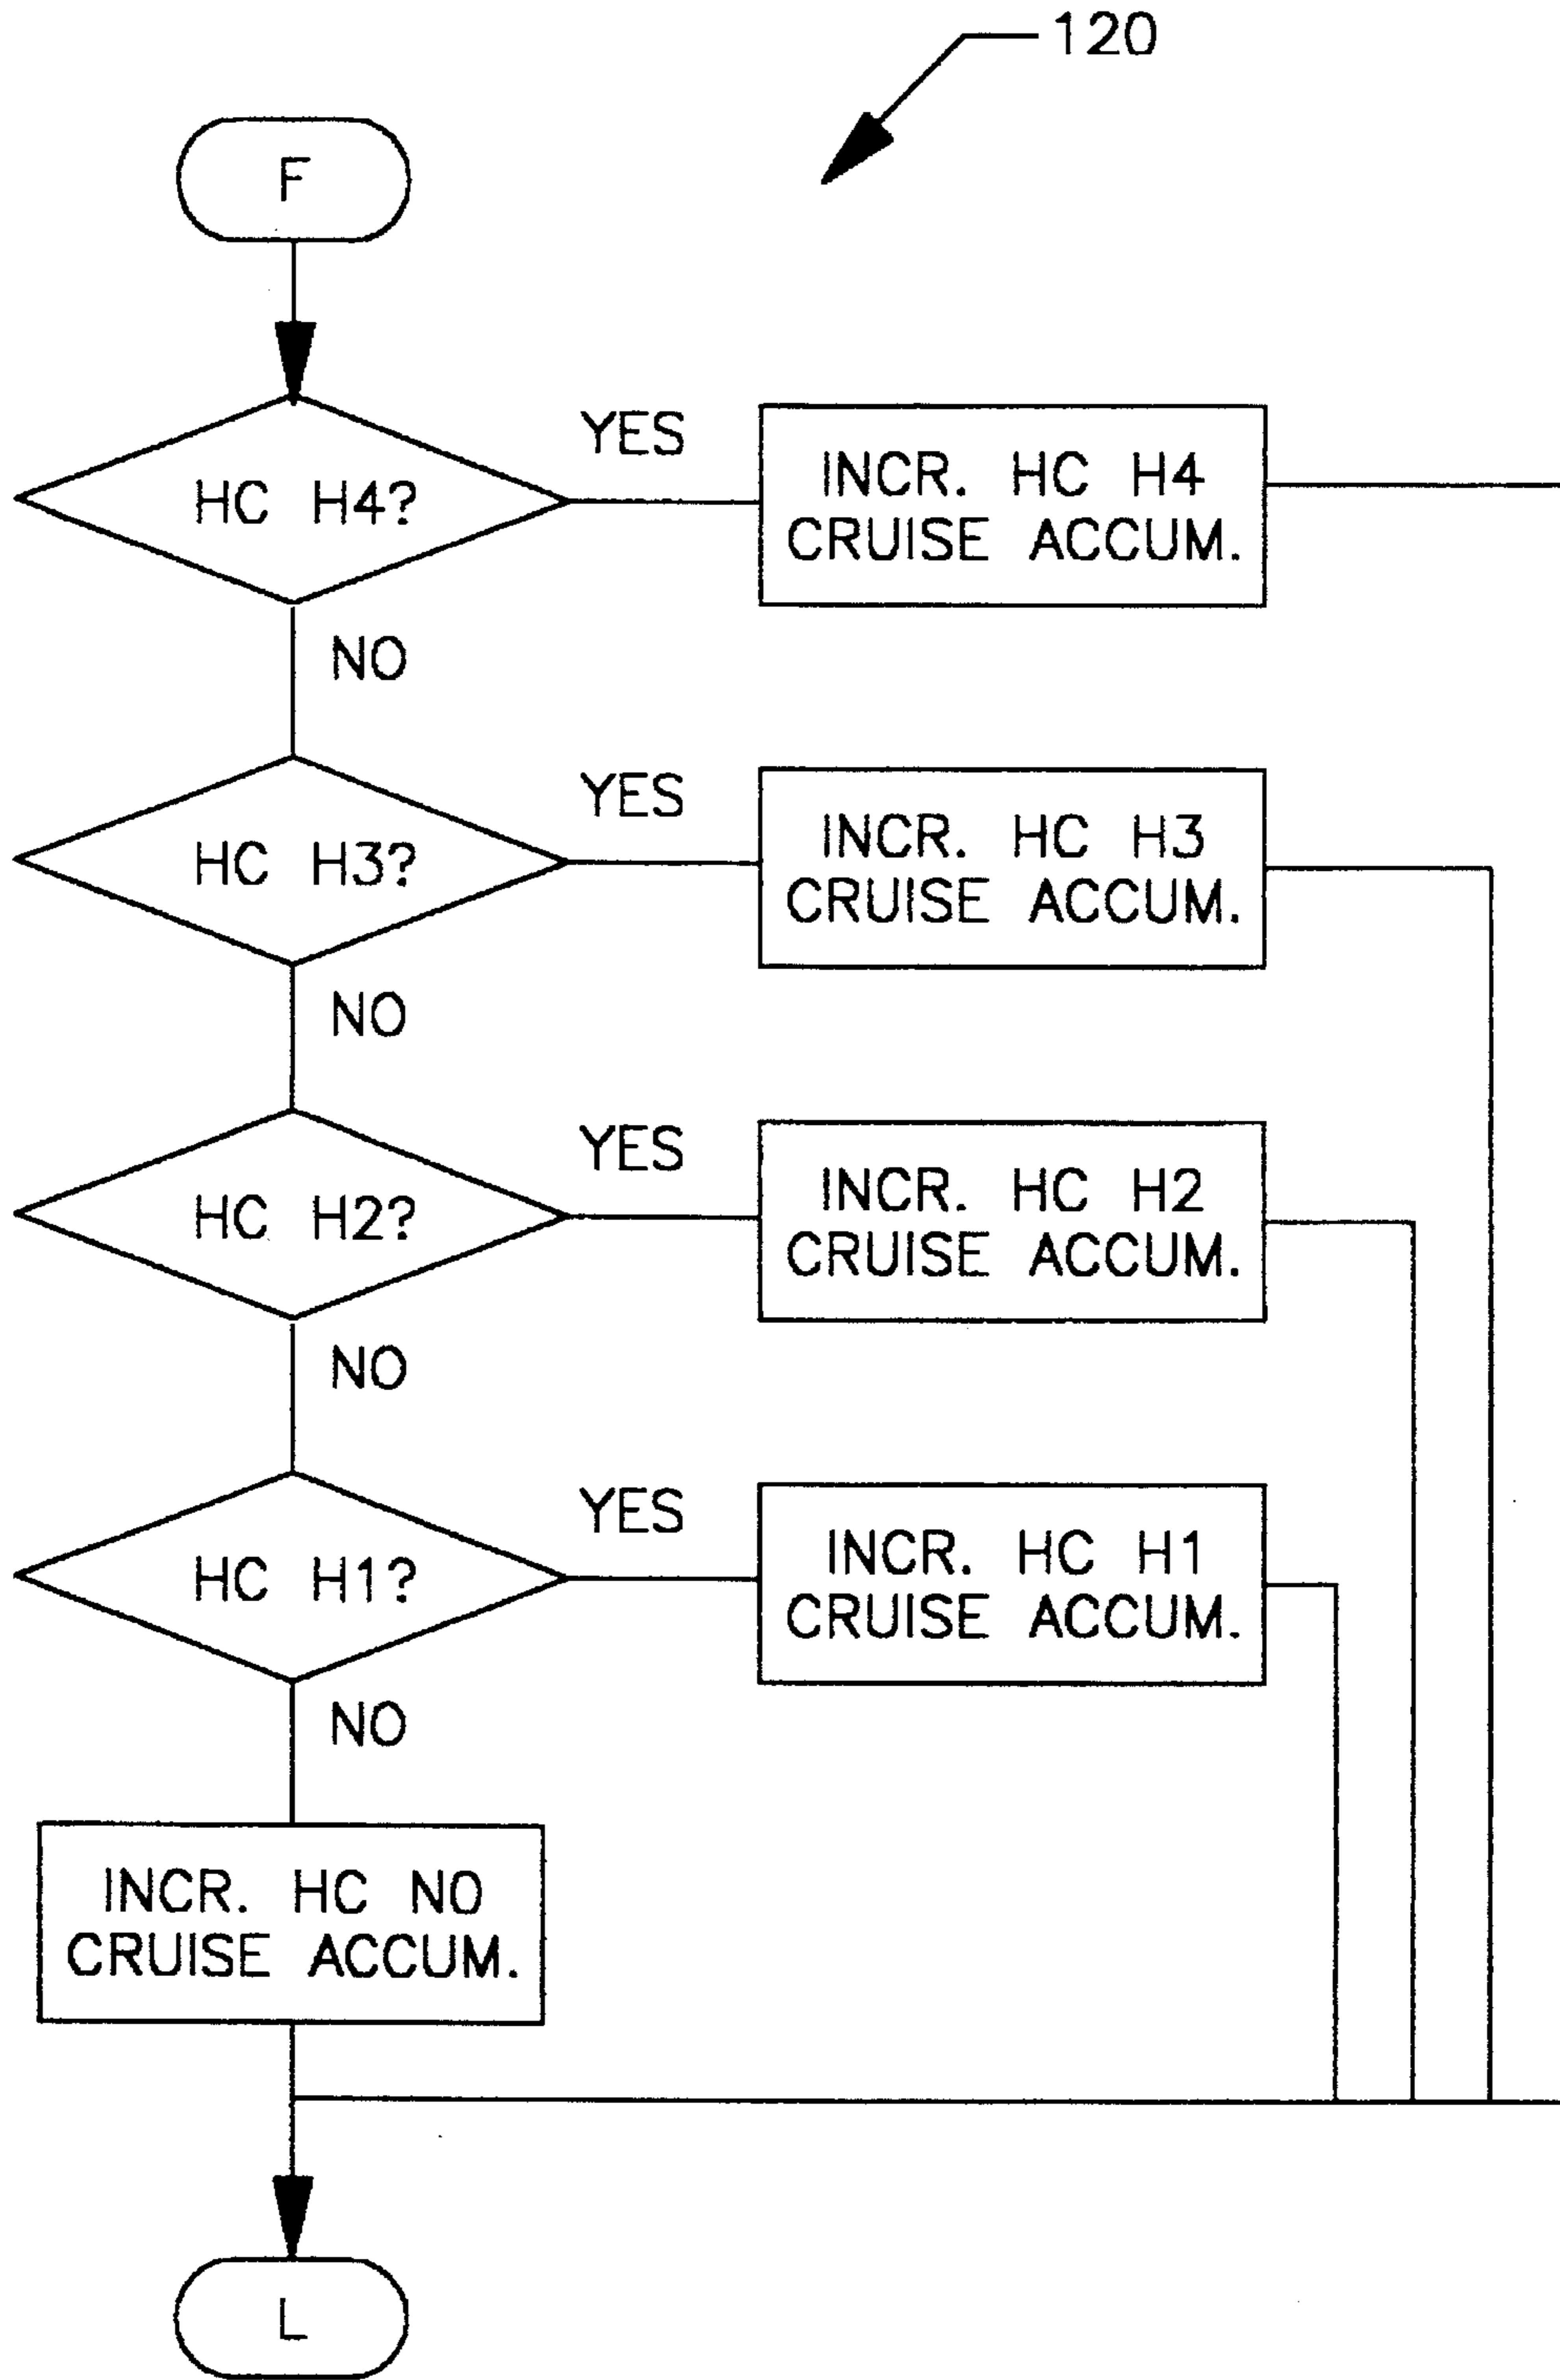 120
F
HC H4?
YES
INCR. HC H4
CRUISE ACCUM.
NO
HC H3?
YES
INCR. HC H3
CRUISE ACCUM.
NO
HC H2?
YES
INCR. HC H2
CRUISE ACCUM.
NO
HC H1?
YES
INCR. HC H1
CRUISE ACCUM.
NO
INCR. HC NO
CRUISE ACCUM.
L